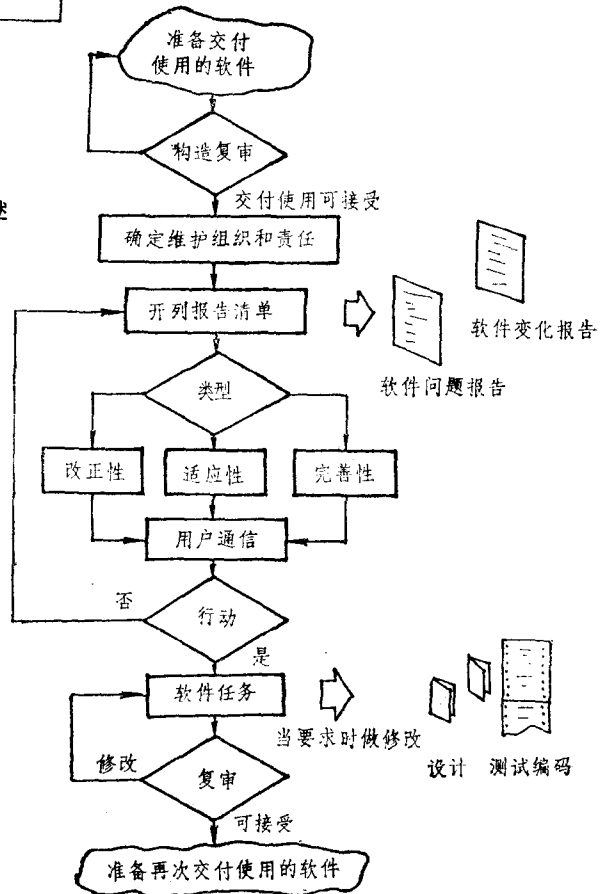 准备交付
使用的软件
构造复审
述
交付使用可接受
确定维护组织和责任
开列报告清单
软件变化报告
软件问题报告
类型
改正性
适应性
完善性
用户通信
否
行动
是
软件任务
当要求时做修改
修改
复审
设计
测试编码
可接受
准备再次交付使用的软件